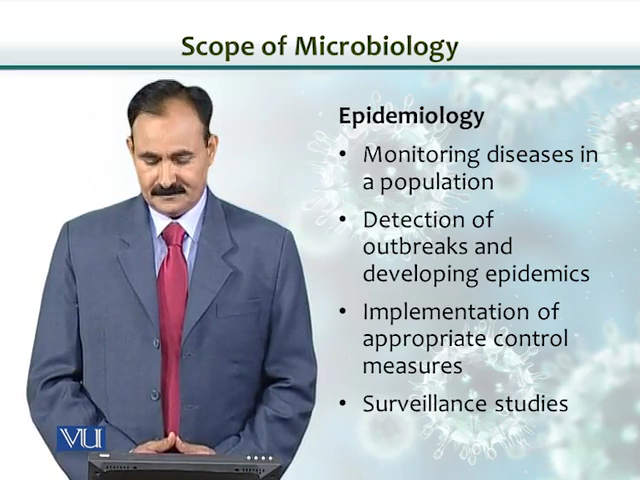 Scope of Microbiology
Epidemiology
• Monitoring diseases in
a population
• Detection of
outbreaks and
developing epidemics
• Implementation of
appropriate control
measures
• Surveillance studies
VU